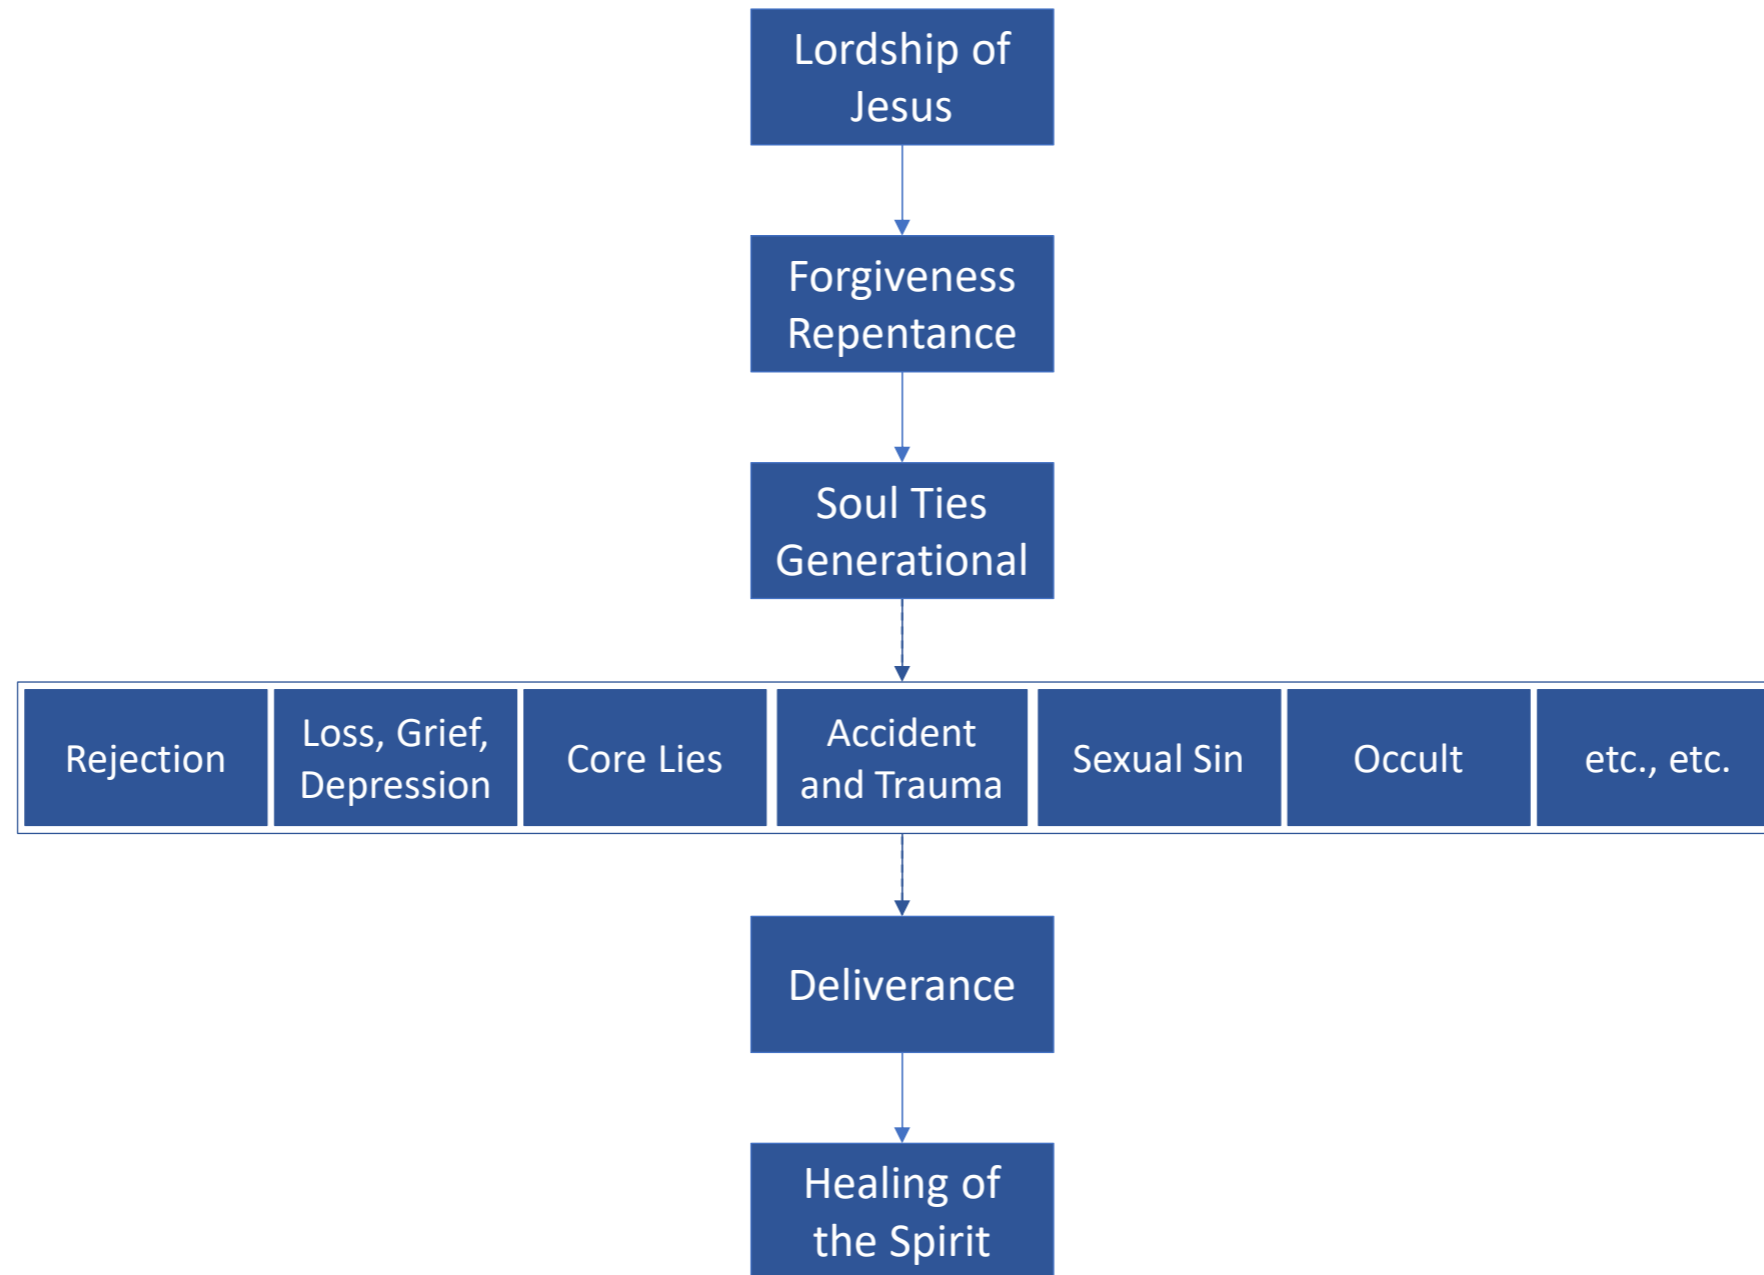 Lordship of
Jesus
Forgiveness
Repentance
Soul Ties
Generational
Rejection
Loss, Grief,
Depression
Core Lies
Accident
and Trauma
Sexual Sin
Occult
etc., etc.
Deliverance
Healing of
the Spirit